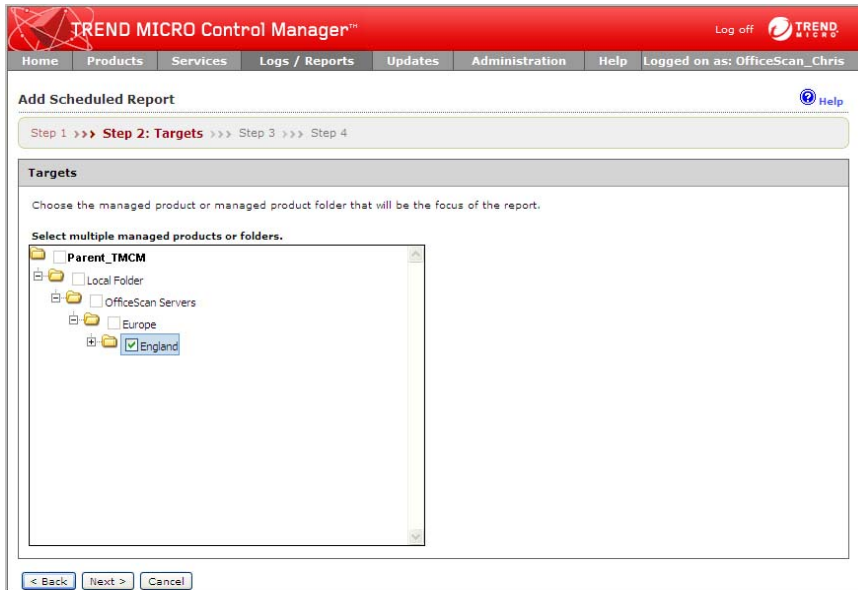 TREND MICRO Control Manager™
Log off TREND MICRO
Home Products Services Logs / Reports Updates Administration Help Logged on as: OfficeScan_Chris
Add Scheduled Report
? Help
Step 1 >>> Step 2: Targets >>> Step 3 >>> Step 4
Targets
Choose the managed product or managed product folder that will be the focus of the report.
Select multiple managed products or folders.
Parent_TMCM
Local Folder
OfficeScan Servers
Europe
England
< Back Next > Cancel